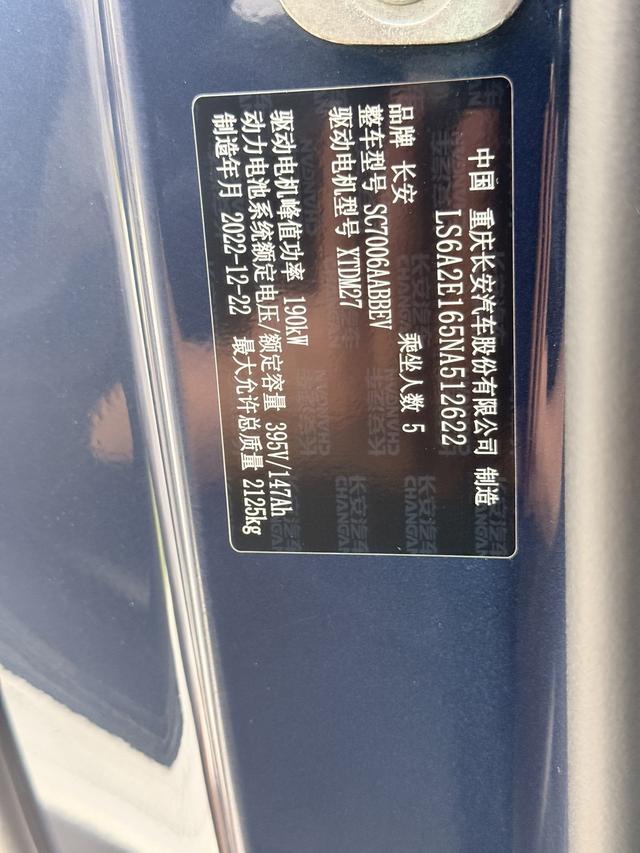 中国 重庆长安汽车股份有限公司 制造
LS6A2E165NA512622
品牌 长安 乘坐人数 5
整车型号 SC7006AABBEV
驱动电机型号 XTDM27
驱动电机峰值功率 190kW
动力电池系统额定电压/额定容量 395V/147Ah
制造年月 2022-12-22 最大允许总质量 2125kg